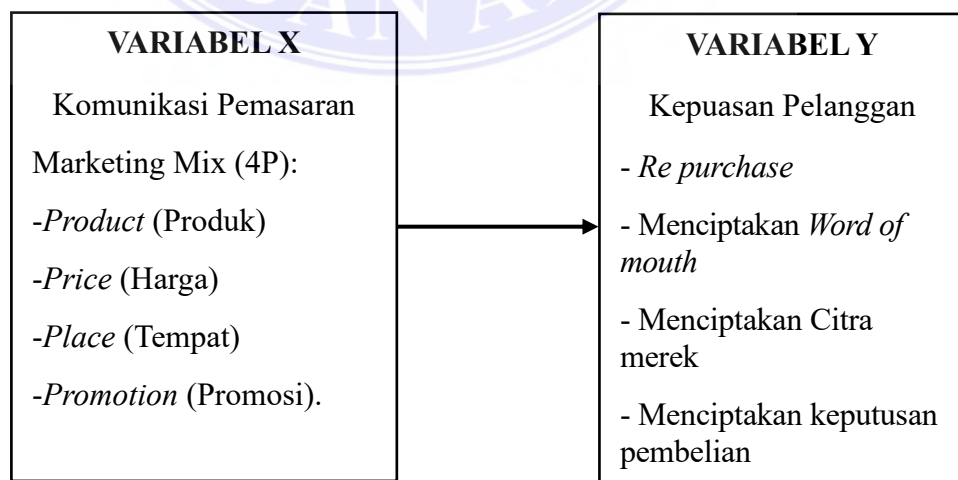 VARIABEL X
Komunikasi Pemasaran
Marketing Mix (4P):
-Product (Produk)
-Price (Harga)
-Place (Tempat)
-Promotion (Promosi).
VARIABEL Y
Kepuasan Pelanggan
- Re purchase
- Menciptakan Word of
mouth
- Menciptakan Citra
merek
- Menciptakan keputusan
pembelian